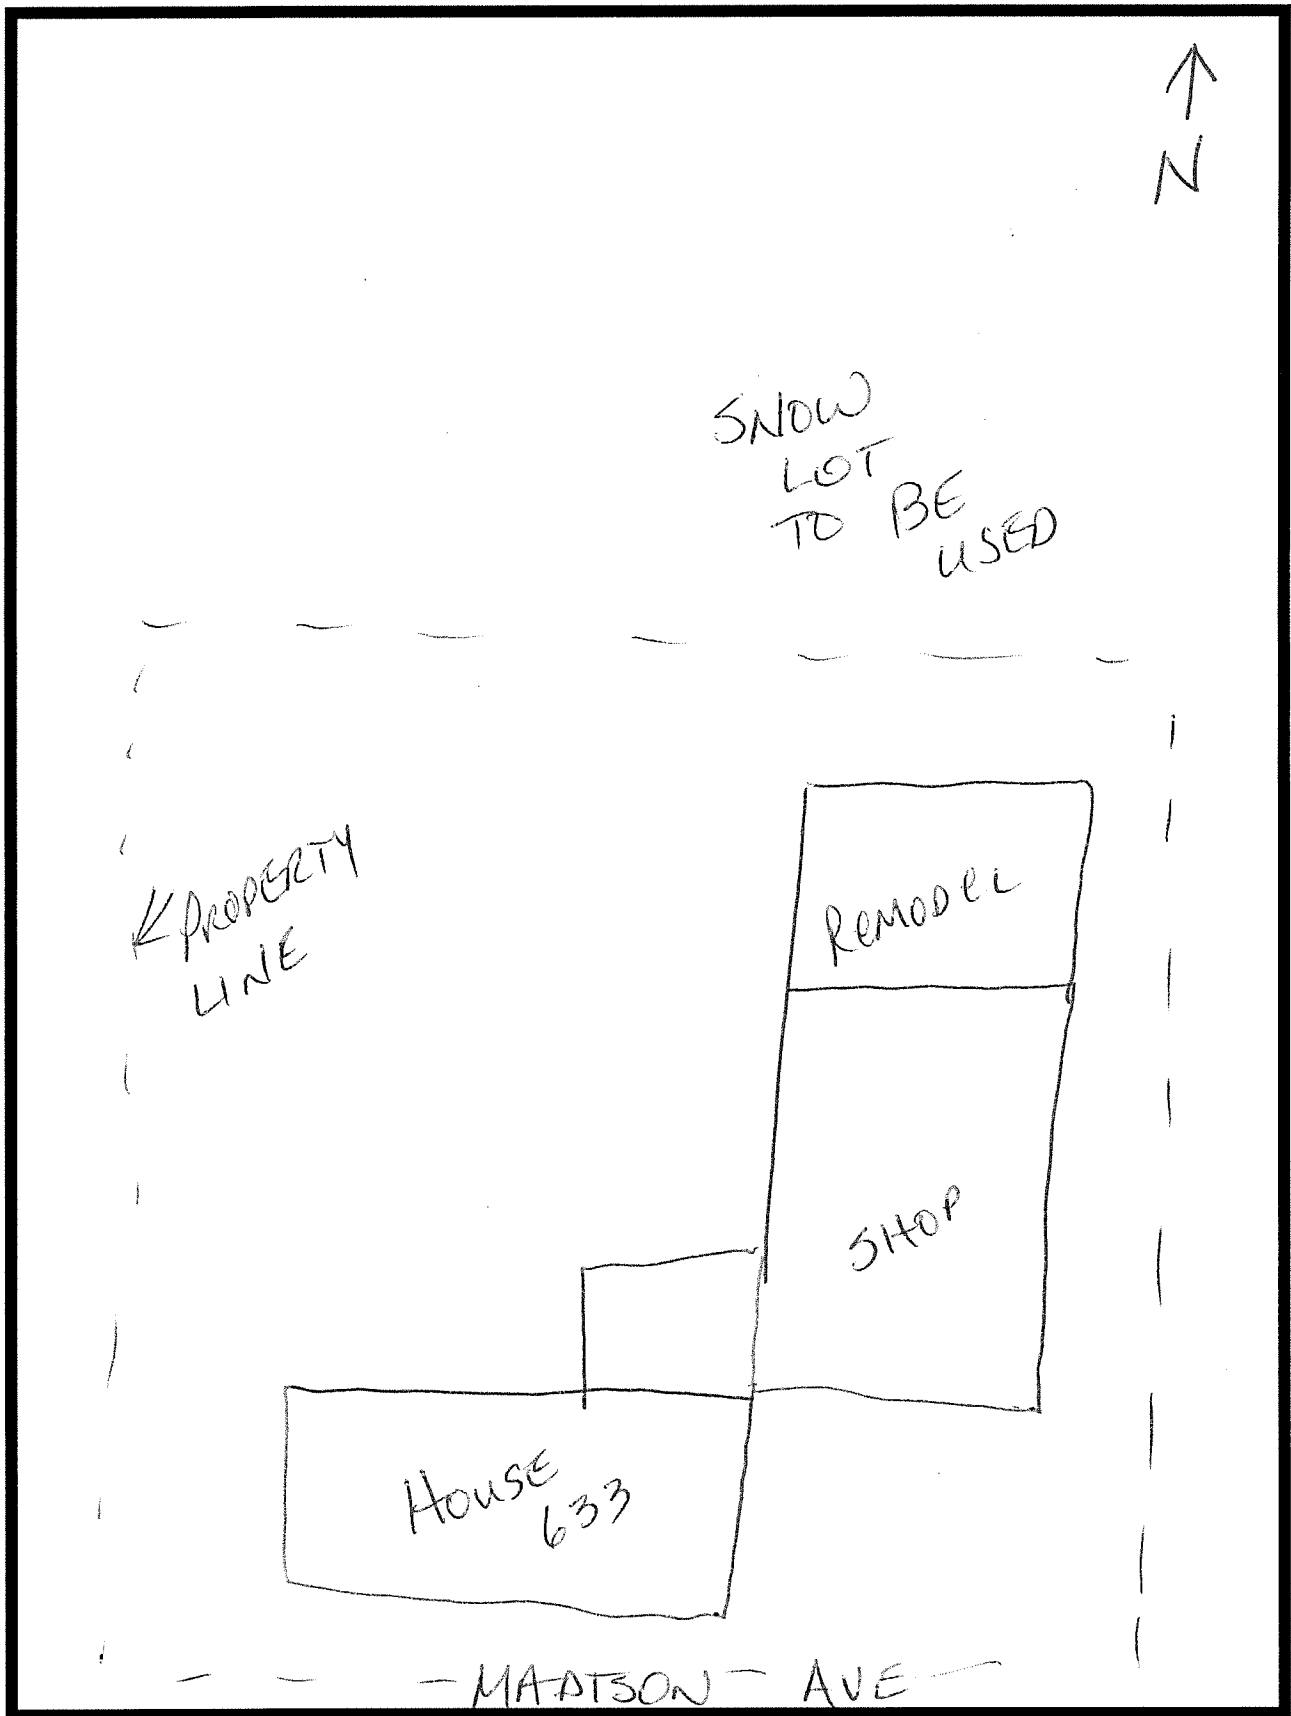 N
SNOW
LOT
TO BE
USED
PROPERTY
LINE
REMODEL
SHOP
HOUSE
633
MADISON AVE